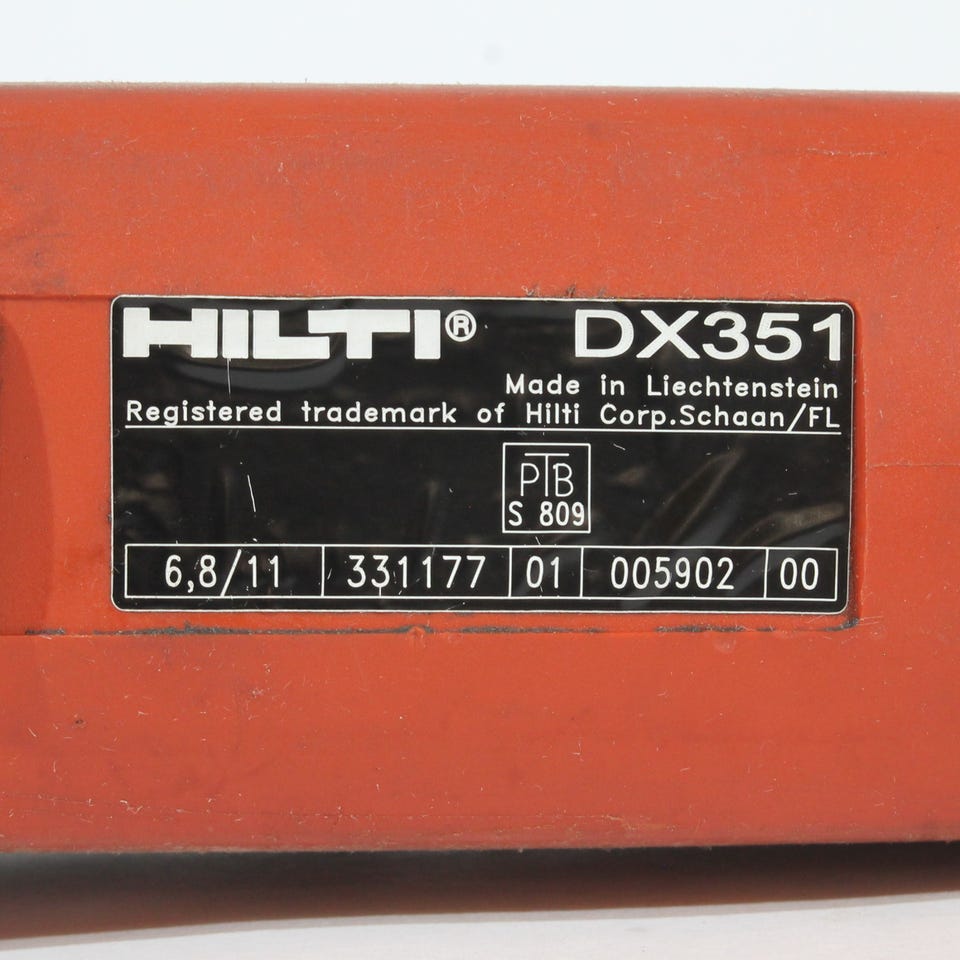 HILTI® DX351
Made in Liechtenstein
Registered trademark of Hilti Corp.Schaan/FL
PTB
S 809
6,8/11 331177 01 005902 00